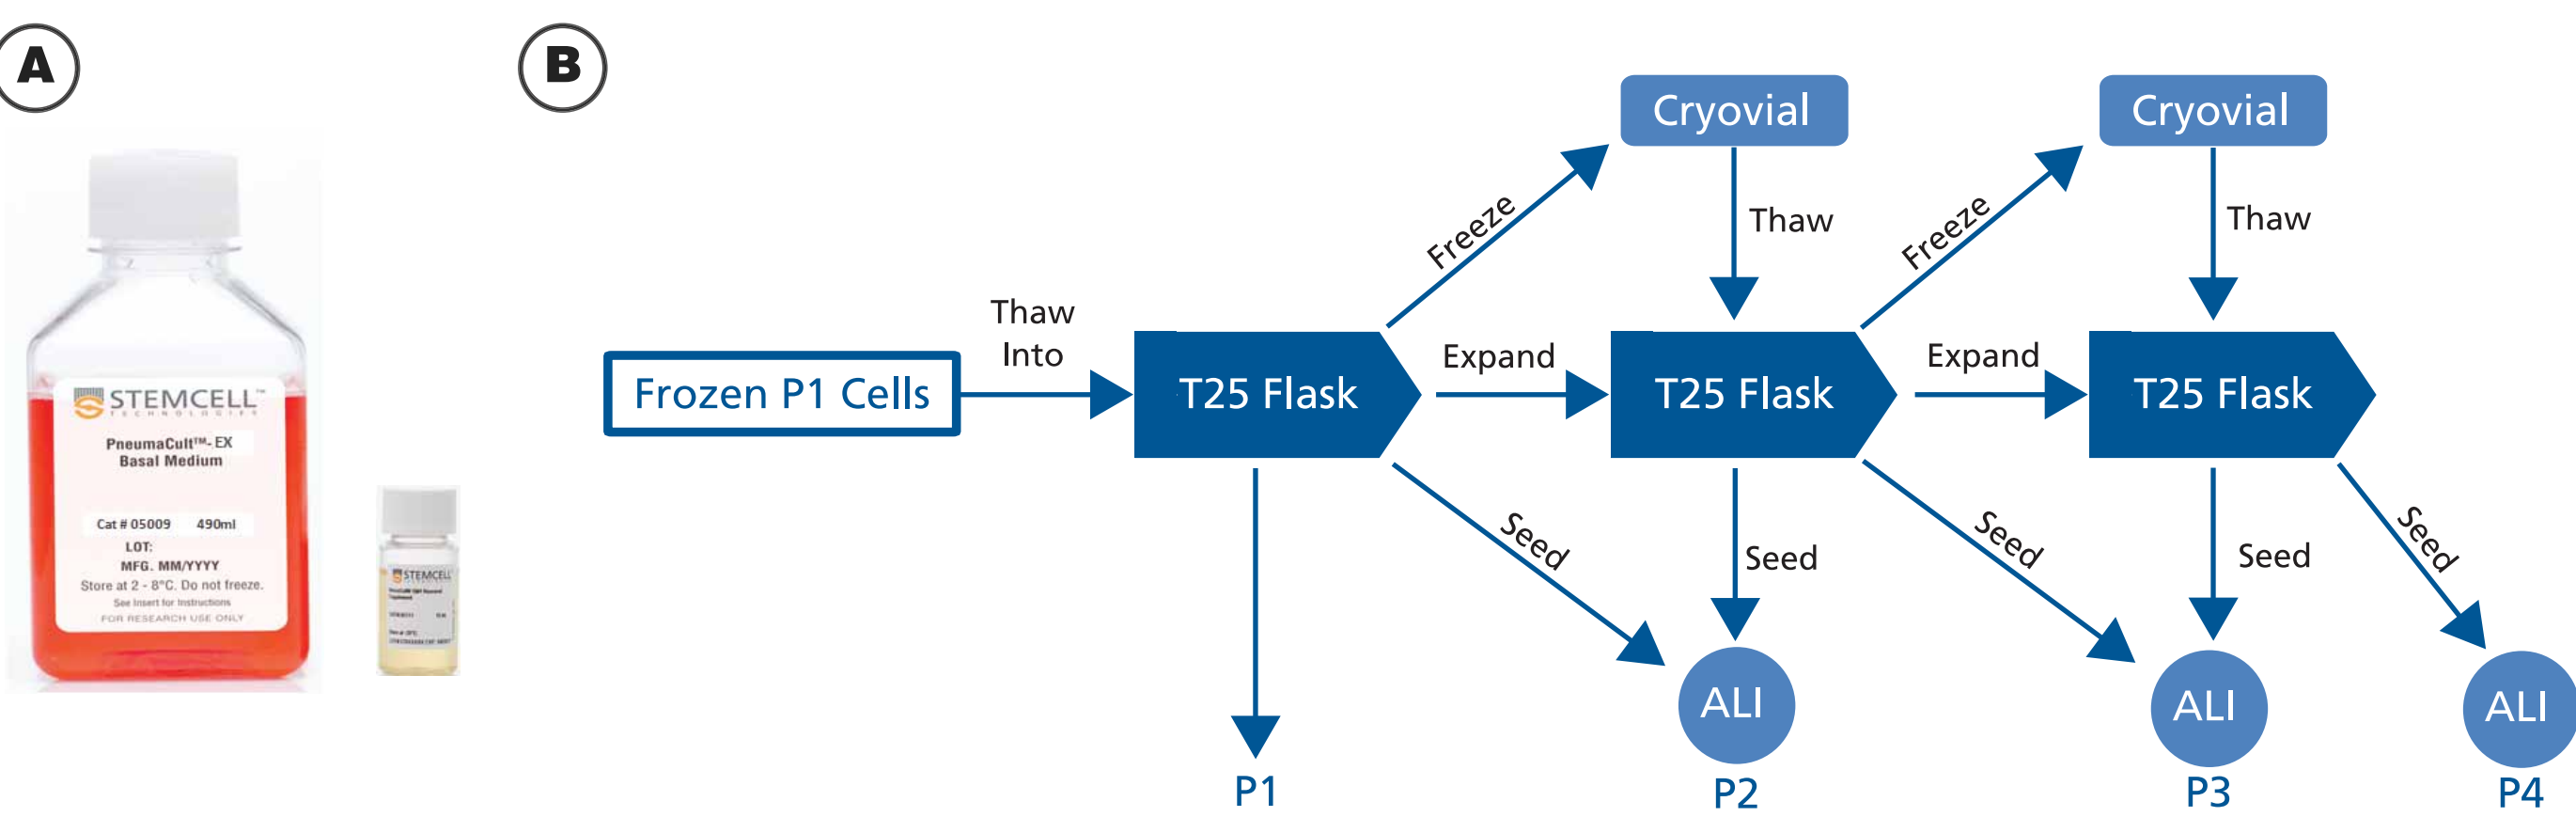 A
STEMCELL™
TECHNOLOGIES
PneumaCult™-EX
Basal Medium
Cat # 05009 490ml
LOT:
MFG. MM/YYYY
Store at 2 - 8°C. Do not freeze.
See Insert for Instructions
FOR RESEARCH USE ONLY
STEMCELL
B
Cryovial
Cryovial
Freeze
Thaw
Freeze
Thaw
Thaw
Into
Expand
Expand
Frozen P1 Cells
T25 Flask
T25 Flask
T25 Flask
Seed
Seed
Seed
Seed
Seed
ALI
ALI
ALI
P1
P2
P3
P4